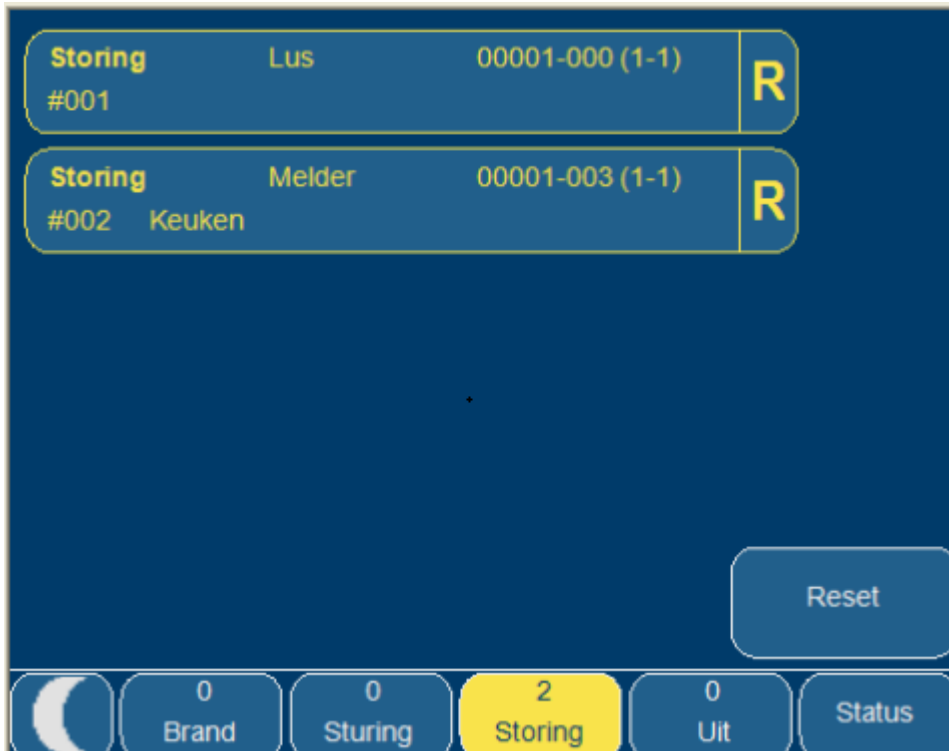 Storing Lus 00001-000 (1-1) R
#001
Storing Melder 00001-003 (1-1) R
#002 Keuken
Reset
0 Brand
0 Sturing
2 Storing
0 Uit
Status